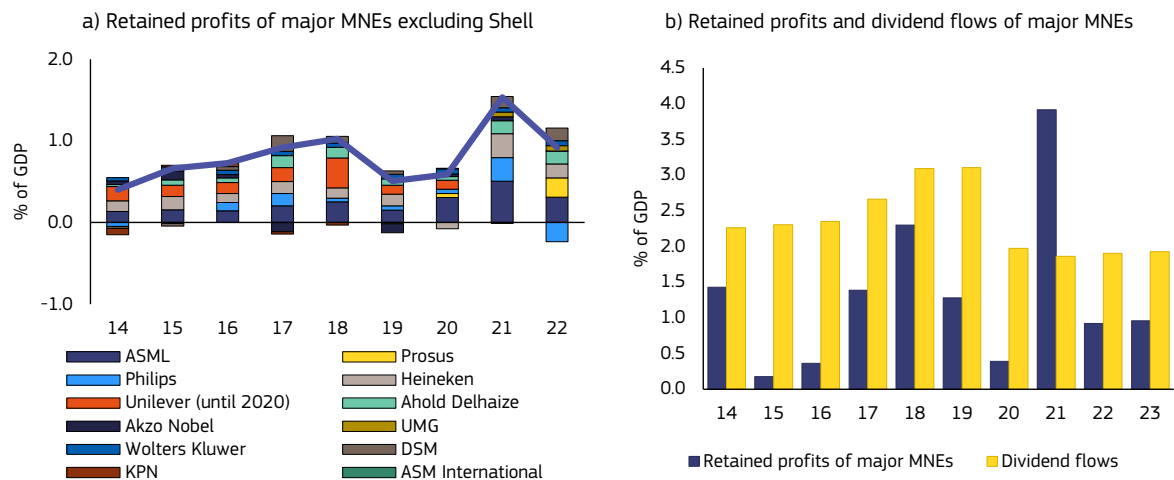 a) Retained profits of major MNEs excluding Shell
2.0
1.0
0.0
-1.0
% of GDP
14 15 16 17 18 19 20 21 22
ASML
Prosus
Philips
Heineken
Unilever (until 2020)
Ahold Delhaize
Akzo Nobel
UMG
Wolters Kluwer
DSM
KPN
ASM International
b) Retained profits and dividend flows of major MNEs
4.5
4.0
3.5
3.0
2.5
2.0
1.5
1.0
0.5
0.0
% of GDP
14 15 16 17 18 19 20 21 22 23
Retained profits of major MNEs
Dividend flows